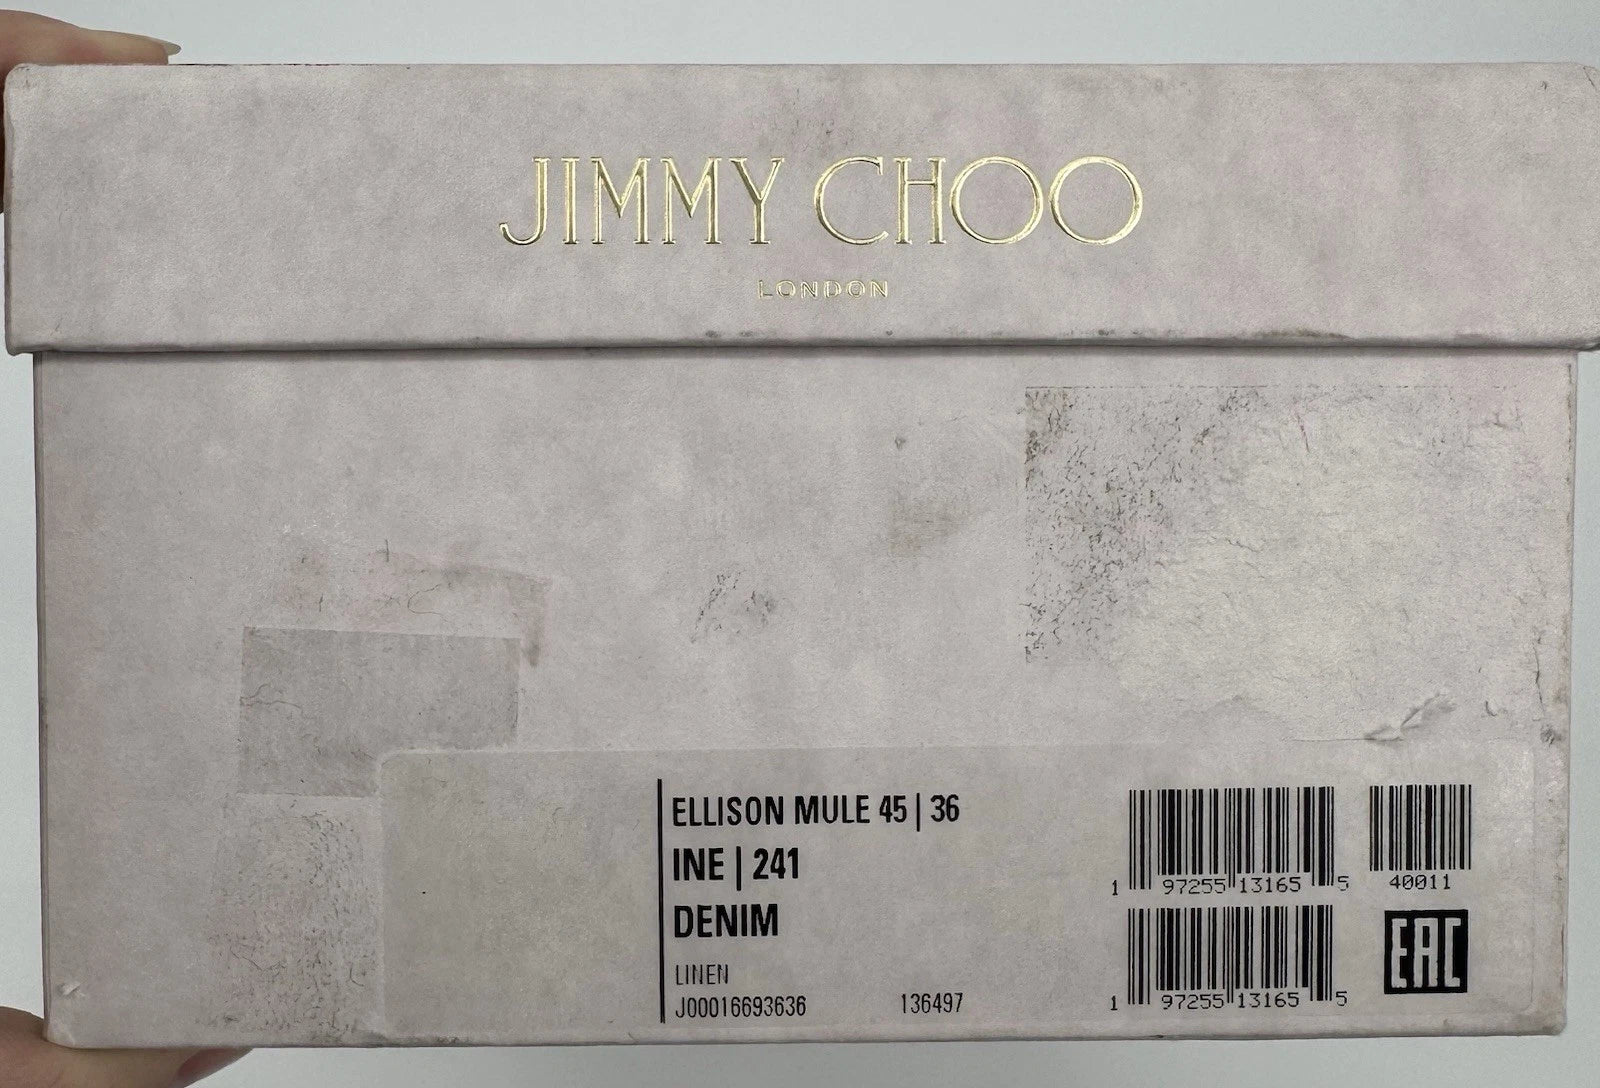 JIMMY CHOO
LONDON
ELLISON MULE 45 | 36
INE | 241
DENIM
LINEN
J00016693636 136497
1 97255 13165 5 40011
1 97255 13165 5
EAC